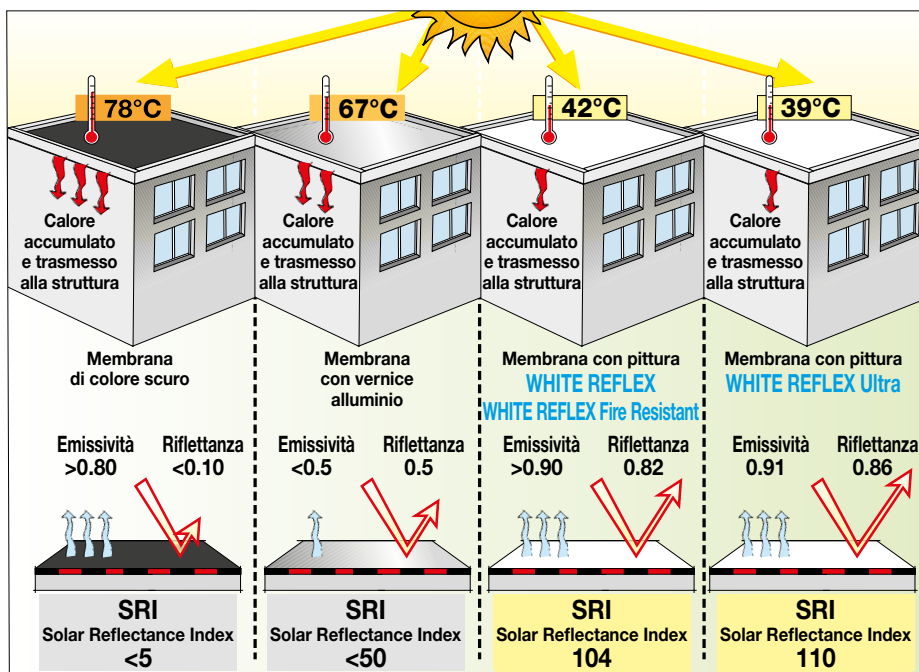 78°C
67°C
42°C
39°C
Calore
accumulato
e trasmesso
alla struttura
Calore
accumulato
e trasmesso
alla struttura
Calore
accumulato
e trasmesso
alla struttura
Calore
accumulato
e trasmesso
alla struttura
Membrana
di colore scuro
Membrana
con vernice
alluminio
Membrana con pittura
WHITE REFLEX
WHITE REFLEX Fire Resistant
Membrana con pittura
WHITE REFLEX Ultra
Emissività Riflettanza
>0.80 <0.10
Emissività Riflettanza
<0.5 0.5
Emissività Riflettanza
>0.90 0.82
Emissività Riflettanza
0.91 0.86
SRI
Solar Reflectance Index
<5
SRI
Solar Reflectance Index
<50
SRI
Solar Reflectance Index
104
SRI
Solar Reflectance Index
110